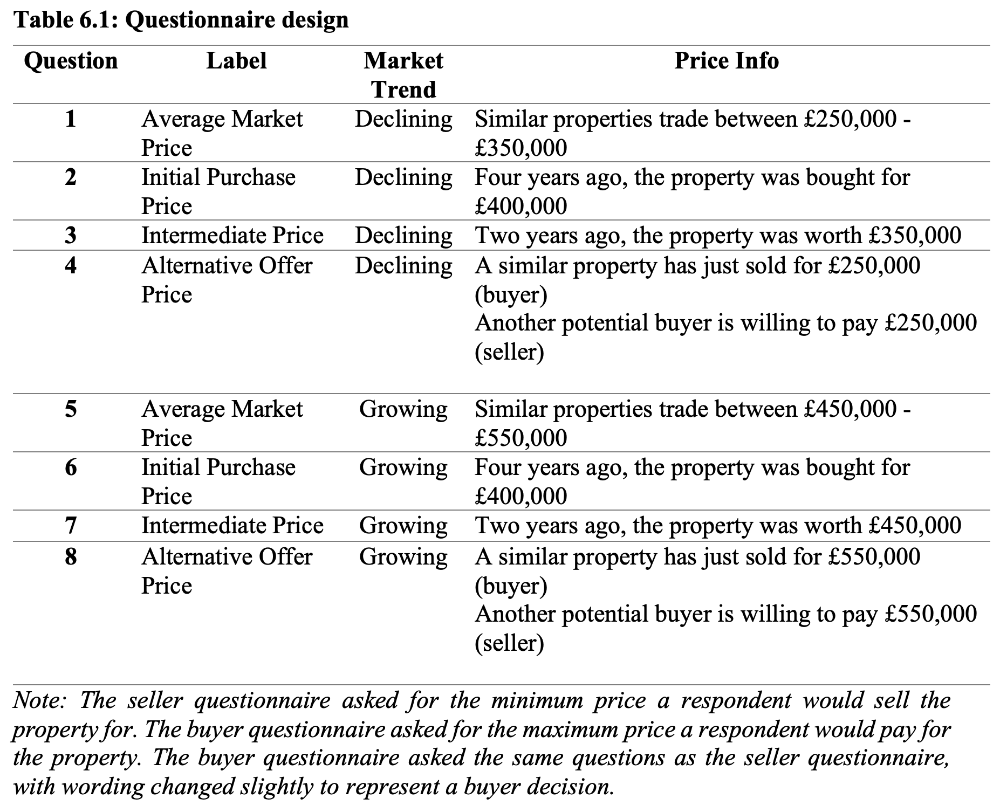 Table 6.1: Questionnaire design
Question Label Market Trend Price Info
1 Average Market Price Declining Similar properties trade between £250,000 - £350,000
2 Initial Purchase Price Declining Four years ago, the property was bought for £400,000
3 Intermediate Price Declining Two years ago, the property was worth £350,000
4 Alternative Offer Price Declining A similar property has just sold for £250,000 (buyer)
Another potential buyer is willing to pay £250,000 (seller)
5 Average Market Price Growing Similar properties trade between £450,000 - £550,000
6 Initial Purchase Price Growing Four years ago, the property was bought for £400,000
7 Intermediate Price Growing Two years ago, the property was worth £450,000
8 Alternative Offer Price Growing A similar property has just sold for £550,000 (buyer)
Another potential buyer is willing to pay £550,000 (seller)
Note: The seller questionnaire asked for the minimum price a respondent would sell the
property for. The buyer questionnaire asked for the maximum price a respondent would pay for
the property. The buyer questionnaire asked the same questions as the seller questionnaire,
with wording changed slightly to represent a buyer decision.